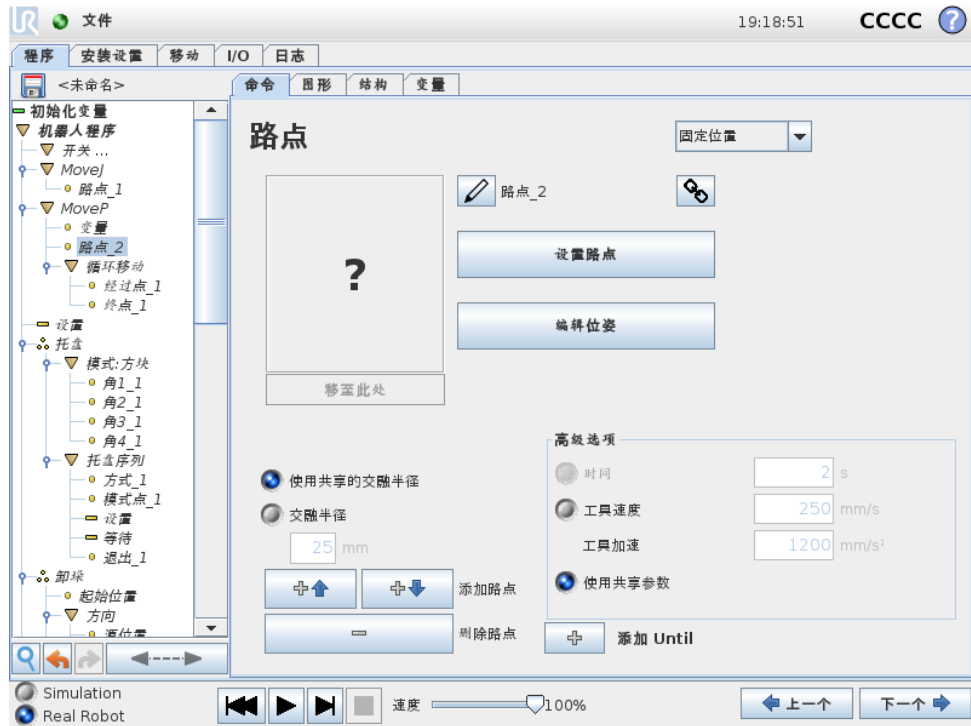 UR 文件 19:18:51 CCCC ?
程序 安装设置 移动 I/O 日志
<未命名>
命令 图形 结构 变量
初始化变量
机器人程序
开关 ...
MoveJ
路点_1
MoveP
变量
路点_2
循环移动
经过点_1
终点_1
设置
托盘
模式:方块
角1_1
角2_1
角3_1
角4_1
托盘序列
方式_1
模式点_1
设置
等待
退出_1
卸垛
起始位置
方向
源位置
路点
固定位置
路点_2
?
设置路点
编辑位姿
移至此处
使用共享的交融半径
交融半径
25 mm
添加路点
删除路点
高级选项
时间 2 s
工具速度 250 mm/s
工具加速 1200 mm/s²
使用共享参数
添加 Until
Simulation
Real Robot
速度 100%
上一个 下一个